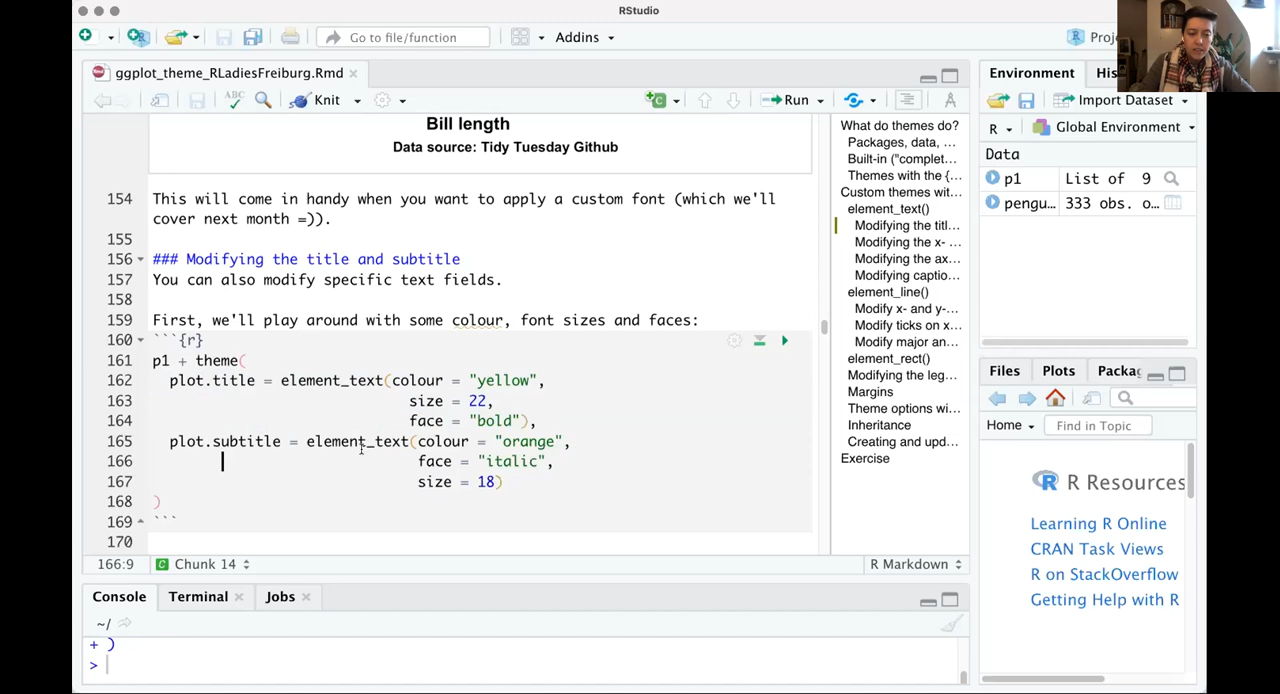 RStudio
Go to file/function
Addins
Proje
ggplot_theme_RLadiesFreiburg.Rmd
Knit
Run
Bill length
Data source: Tidy Tuesday Github
154 This will come in handy when you want to apply a custom font (which we'll
cover next month =)).
155
156 ### Modifying the title and subtitle
157 You can also modify specific text fields.
158
159 First, we'll play around with some colour, font sizes and faces:
160 ```{r}
161 p1 + theme(
162 plot.title = element_text(colour = "yellow",
163 size = 22,
164 face = "bold"),
165 plot.subtitle = element_text(colour = "orange",
166 face = "italic",
167 size = 18)
168 )
169 ```
170
166:9 Chunk 14 R Markdown
What do themes do?
Packages, data, ...
Built-in ("complet...
Themes with the {...
Custom themes wit...
element_text()
Modifying the titl...
Modifying the x- ...
Modifying the ax...
Modifying captio...
element_line()
Modify x- and y-...
Modify ticks on x...
Modify major an...
element_rect()
Modifying the leg...
Margins
Theme options wi...
Inheritance
Creating and upd...
Exercise
Console Terminal Jobs
~/
+ )
>
Environment His
Import Dataset
R Global Environment
Data
p1 List of 9
pengu... 333 obs. o...
Files Plots Packag
Home Find in Topic
R Resources
Learning R Online
CRAN Task Views
R on StackOverflow
Getting Help with R